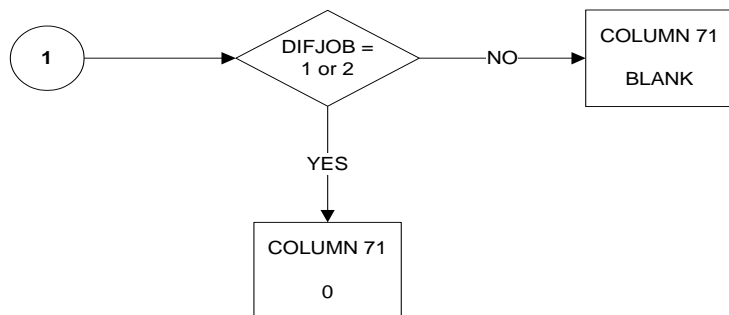 1
DIFJOB =
1 or 2
NO
COLUMN 71
BLANK
YES
COLUMN 71
0